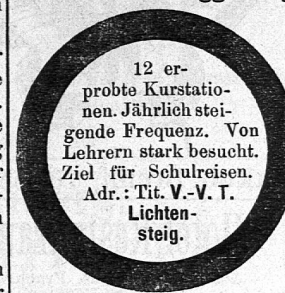 12 er-
probte Kurstatio-
nen. Jährlich stei-
gende Frequenz. Von
Lehrern stark besucht.
Ziel für Schulreisen.
Adr.: Tit. V.-V. T.
Lichten-
steig.